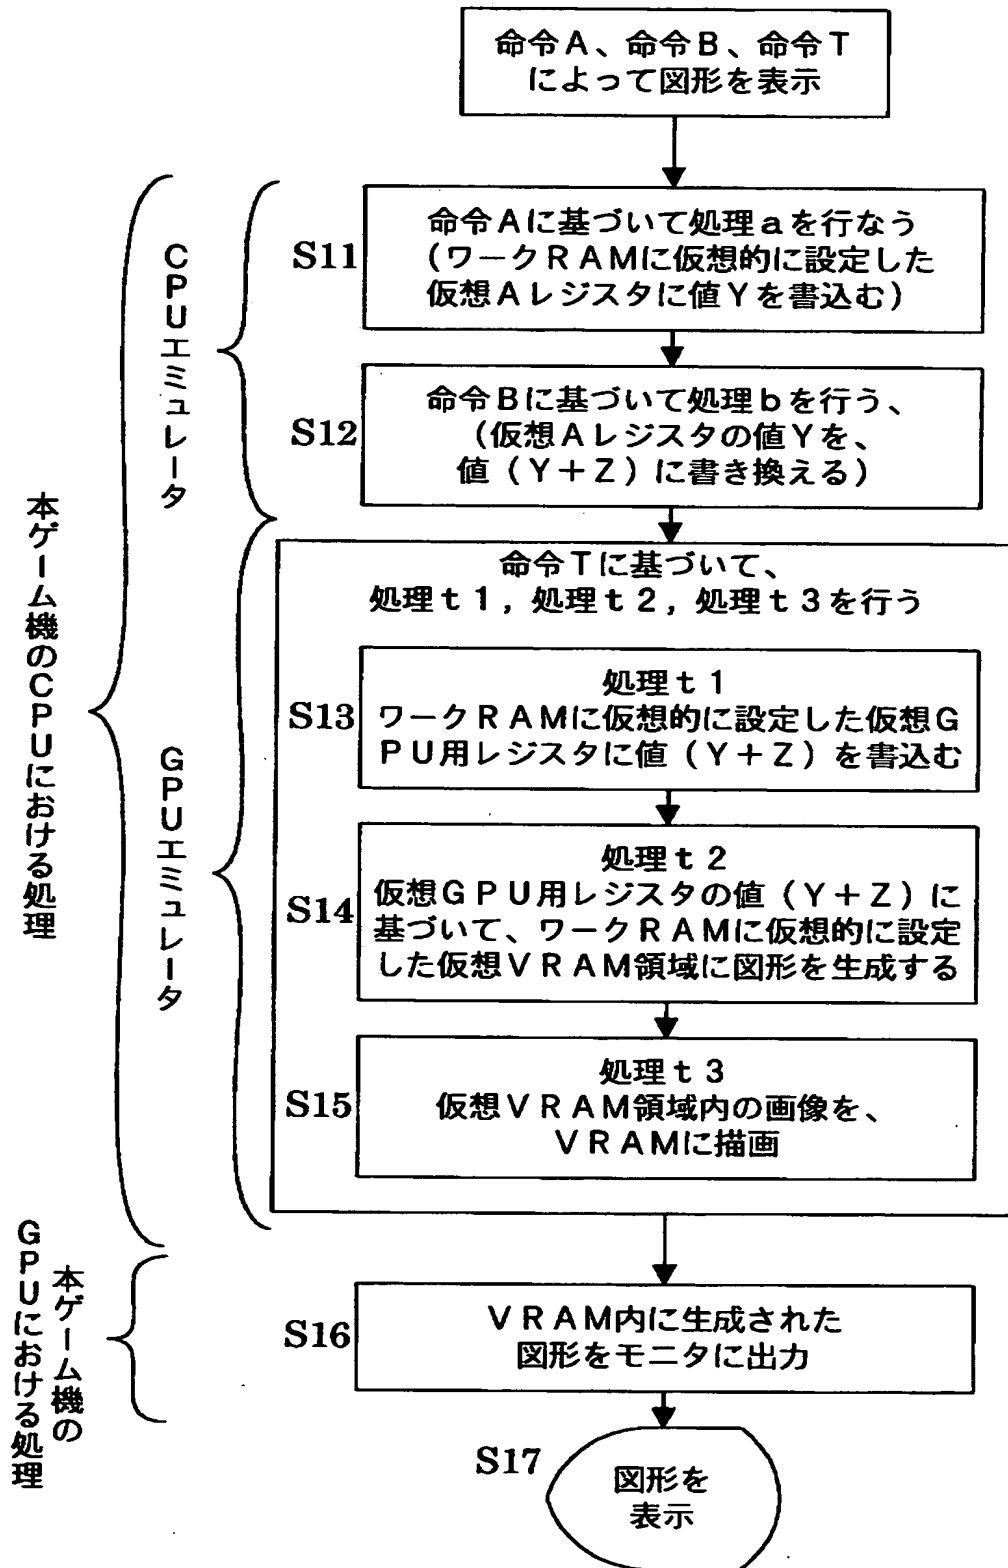 命令A、命令B、命令T
によって図形を表示
S11
命令Aに基づいて処理aを行なう
（ワークRAMに仮想的に設定した
仮想Aレジスタに値Yを書込む）
S12
命令Bに基づいて処理bを行う、
（仮想Aレジスタの値Yを、
値（Y＋Z）に書き換える）
CPUエミュレータ
本ゲーム機のCPUにおける処理
GPUエミュレータ
命令Tに基づいて、
処理t1，処理t2，処理t3を行う
S13
処理t1
ワークRAMに仮想的に設定した仮想G
PU用レジスタに値（Y＋Z）を書込む
S14
処理t2
仮想GPU用レジスタの値（Y＋Z）に
基づいて、ワークRAMに仮想的に設定
した仮想VRAM領域に図形を生成する
S15
処理t3
仮想VRAM領域内の画像を、
VRAMに描画
本ゲーム機の
GPUにおける処理
S16
VRAM内に生成された
図形をモニタに出力
S17
図形を
表示